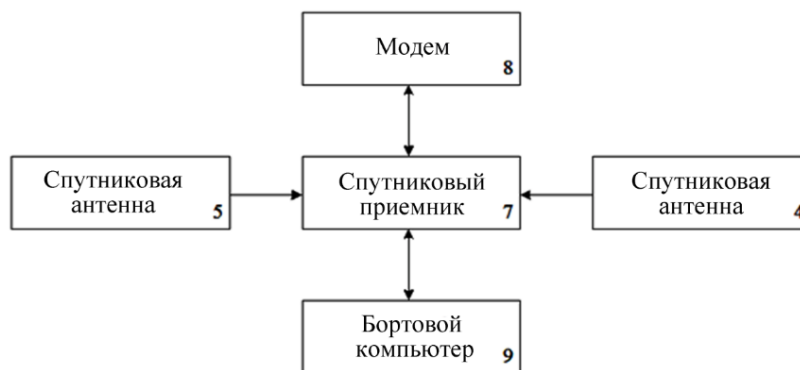 Модем
8
Спутниковая
антенна 5
Спутниковый
приемник 7
Спутниковая
антенна 4
Бортовой
компьютер 9